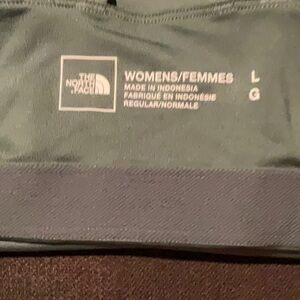 THE
NORTH
FACE
WOMENS/FEMMES L
MADE IN INDONESIA G
FABRIQUÉ EN INDONÉSIE
REGULAR/NORMALE